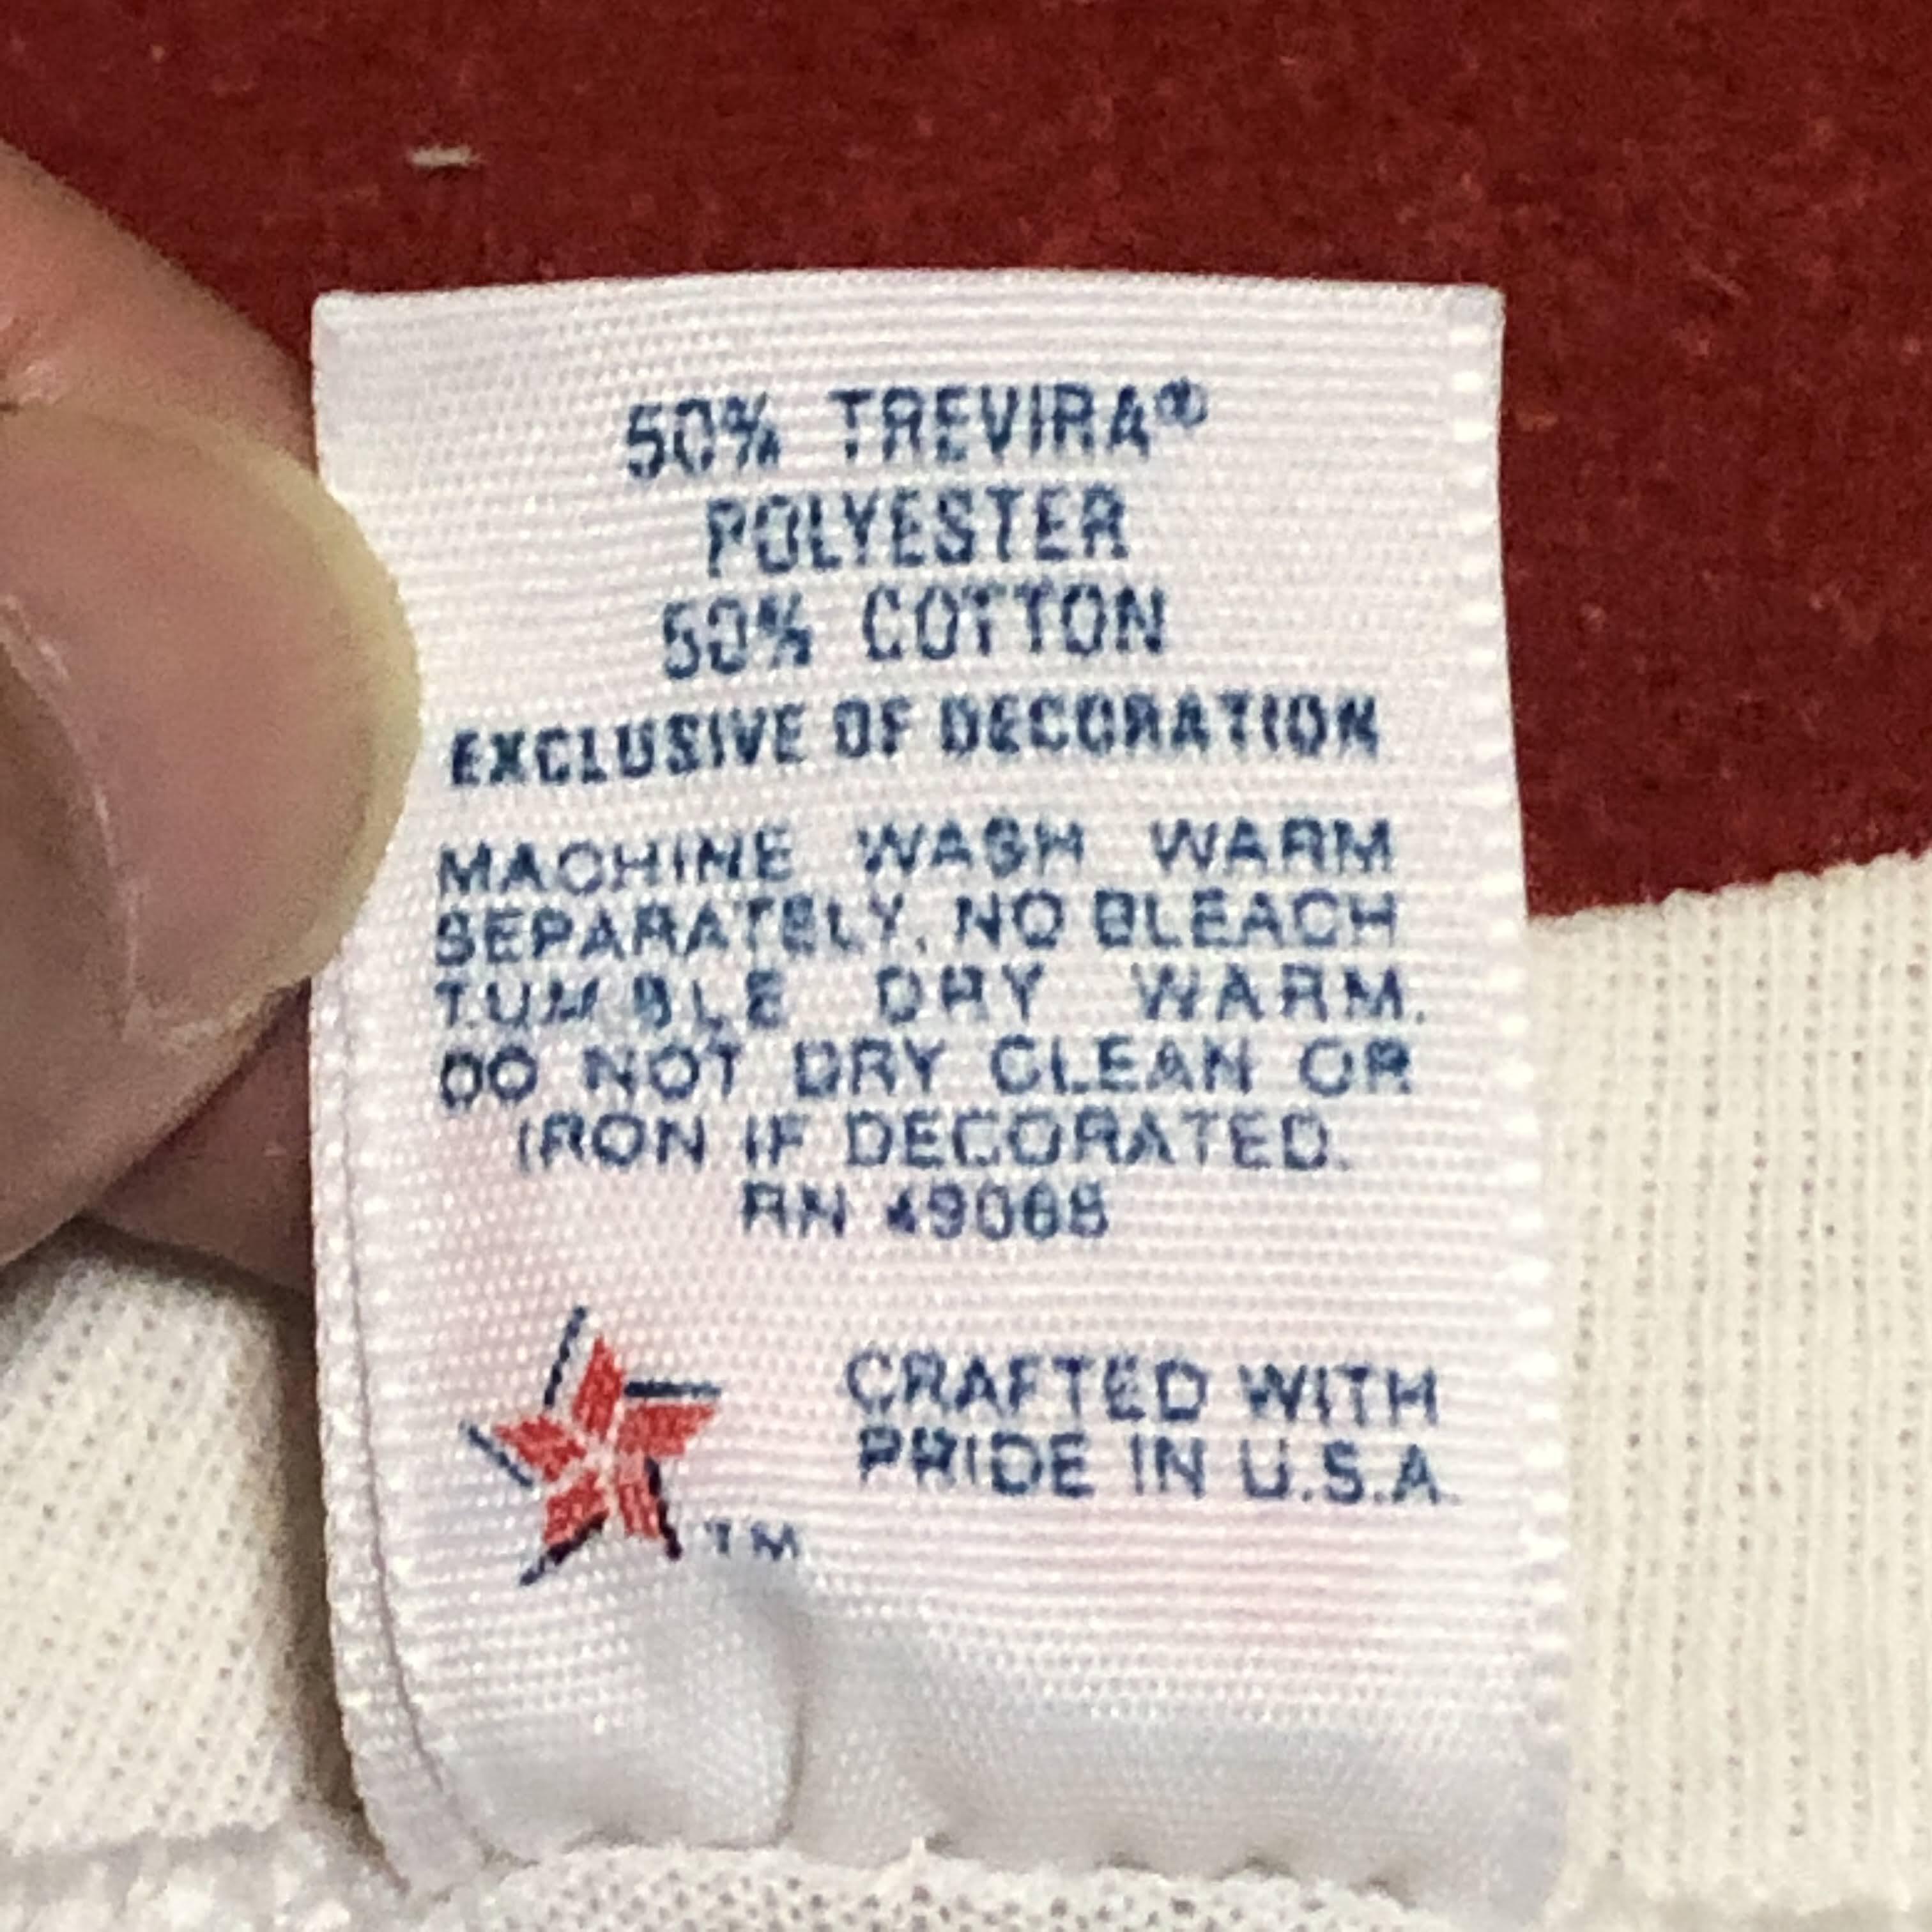 50% TREVIRA®
POLYESTER
50% COTTON
EXCLUSIVE OF DECORATION
MACHINE WASH WARM
SEPARATELY, NO BLEACH
TUMBLE DRY WARM.
DO NOT DRY CLEAN OR
IRON IF DECORATED.
RN 49068
CRAFTED WITH
PRIDE IN U.S.A.
TM